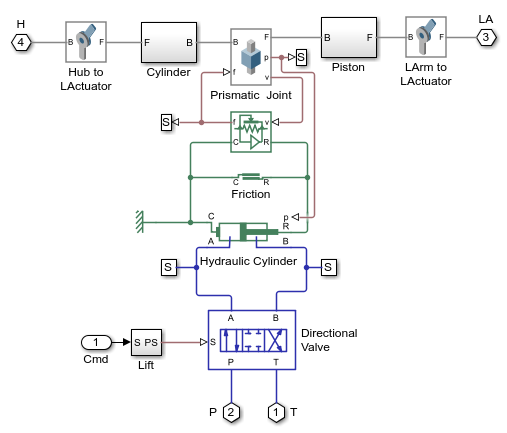 H
LA
4
B
F
F
B
B
F
P
f
v
B
F
B
F
3
S
Hub to
LActuator
Cylinder
Prismatic Joint
Piston
LArm to
LActuator
S
f
v
C
R
C
R
Friction
C
p
R
A
B
S
Hydraulic Cylinder
S
A
B
1
S PS
S
Directional
Valve
Cmd
Lift
P
T
P
2
1
T